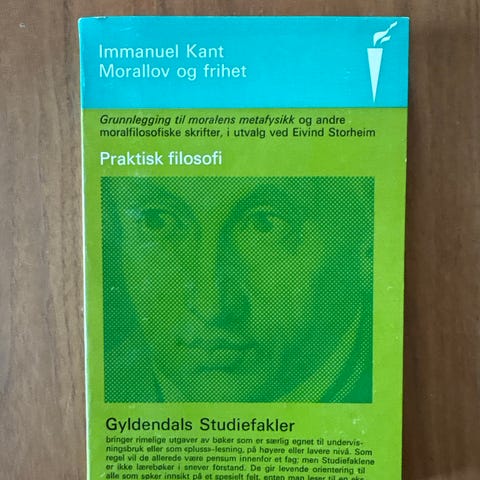 Immanuel Kant
Morallov og frihet
Grunnlegging til moralens metafysikk og andre
moralfilosofiske skrifter, i utvalg ved Eivind Storheim
Praktisk filosofi
Gyldendals Studiefakler
bringer rimelige utgaver av bøker som er særlig egnet til undervis-
ningsbruk eller som «pluss»-lesning, på høyere eller lavere nivå. Som
regel vil de allerede være pensum innenfor et fag; men Studiefaklene
er ikke lærebøker i snever forstand. De gir levende orientering til
alle som søker innsikt på et spesielt felt, enten man leser til en eks-